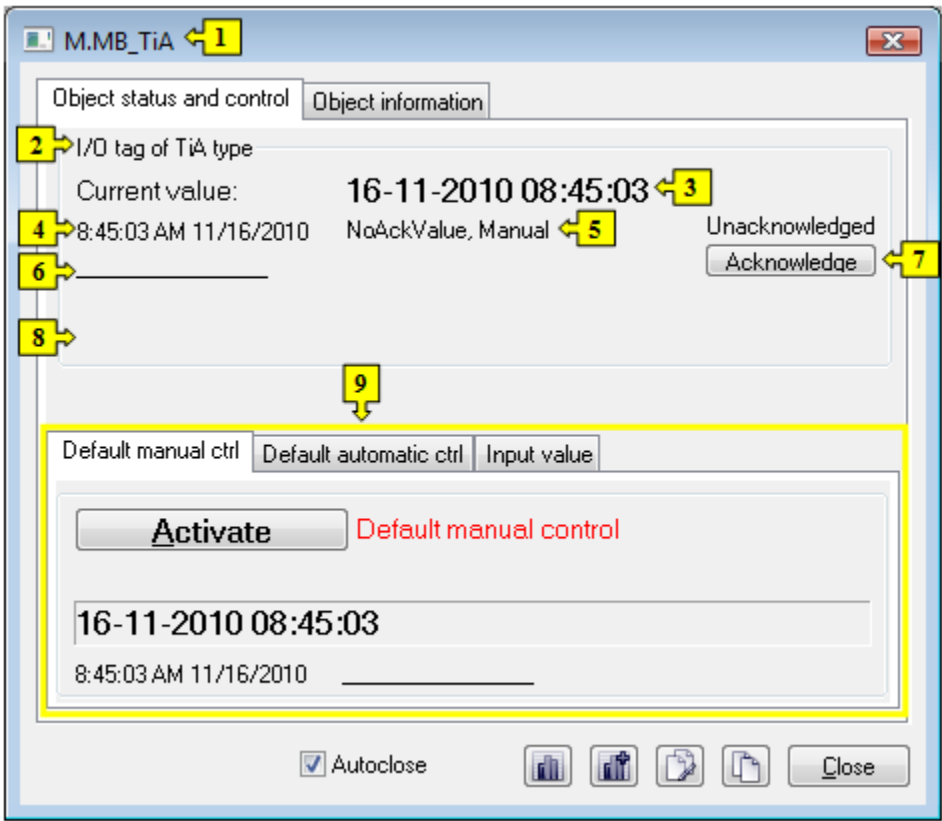 M.MB_TiA 1
Object status and control Object information
2 I/O tag of TiA type
Current value: 16-11-2010 08:45:03 3
4 8:45:03 AM 11/16/2010 NoAckValue, Manual 5 Unacknowledged
6 Acknowledge 7
8
9
Default manual ctrl Default automatic ctrl Input value
Activate Default manual control
16-11-2010 08:45:03
8:45:03 AM 11/16/2010
Autoclose Close